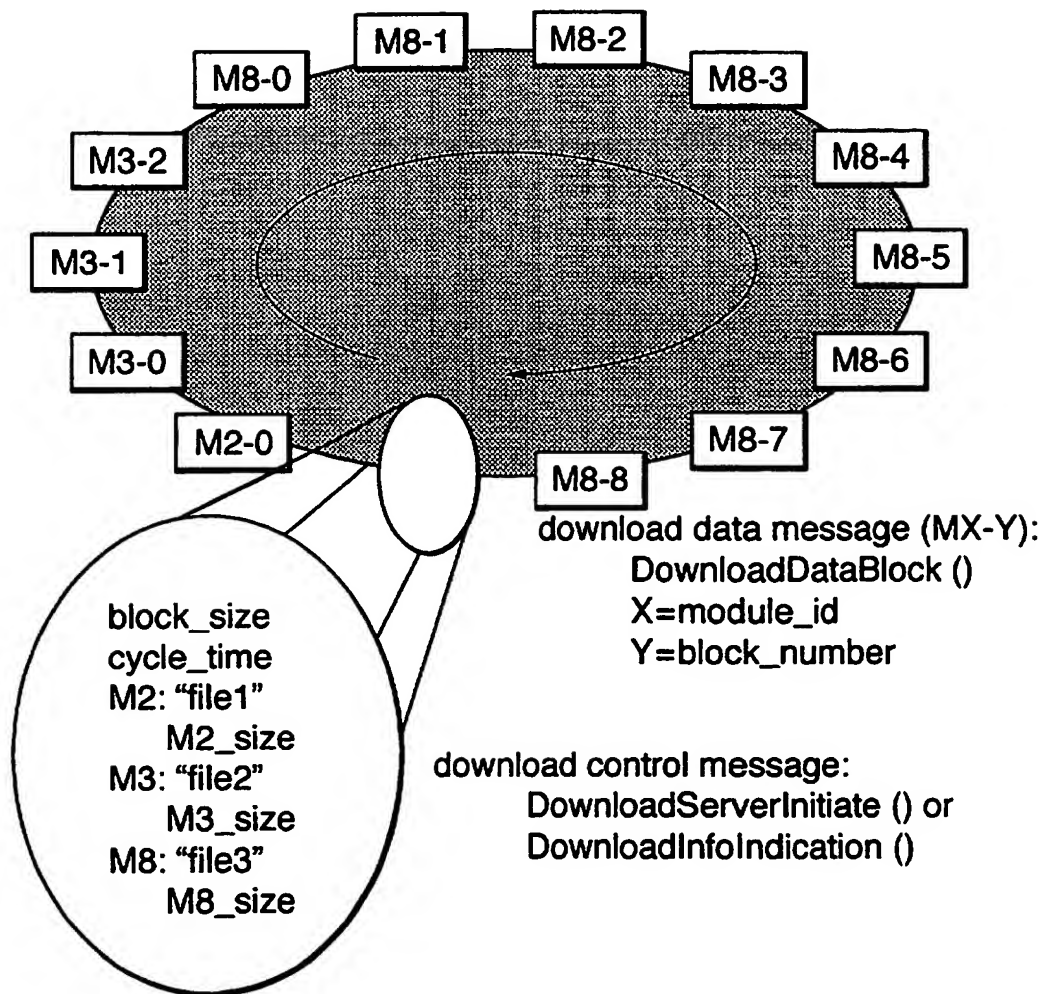 M8-1
M8-2
M8-0
M8-3
M3-2
M8-4
M3-1
M8-5
M3-0
M8-6
M2-0
M8-7
M8-8
download data message (MX-Y):
DownloadDataBlock ()
X=module_id
Y=block_number
block_size
cycle_time
M2: “file1”
M2_size
M3: “file2”
M3_size
M8: “file3”
M8_size
download control message:
DownloadServerInitiate () or
DownloadInfoIndication ()